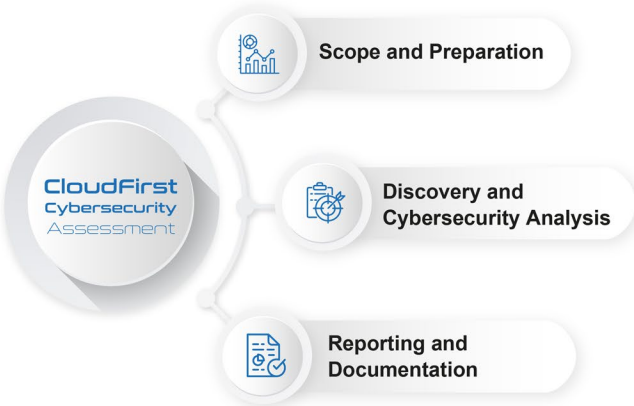 CloudFirst
Cybersecurity
Assessment
Scope and Preparation
Discovery and
Cybersecurity Analysis
Reporting and
Documentation